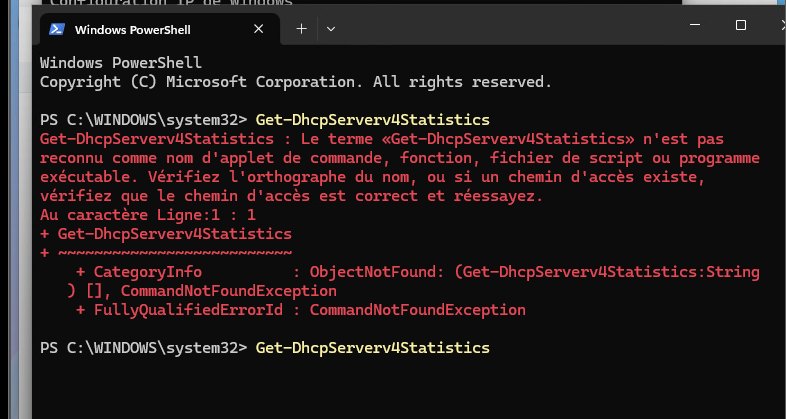 Configuration IP de Windows
Windows PowerShell
Windows PowerShell
Copyright (C) Microsoft Corporation. All rights reserved.
PS C:\WINDOWS\system32> Get-DhcpServerv4Statistics
Get-DhcpServerv4Statistics : Le terme «Get-DhcpServerv4Statistics» n'est pas
reconnu comme nom d'applet de commande, fonction, fichier de script ou programme
exécutable. Vérifiez l'orthographe du nom, ou si un chemin d'accès existe,
vérifiez que le chemin d'accès est correct et réessayez.
Au caractère Ligne:1 : 1
+ Get-DhcpServerv4Statistics
+ ~~~~~~~~~~~~~~~~~~~~~~~~~~
+ CategoryInfo : ObjectNotFound: (Get-DhcpServerv4Statistics:String
) [], CommandNotFoundException
+ FullyQualifiedErrorId : CommandNotFoundException
PS C:\WINDOWS\system32> Get-DhcpServerv4Statistics